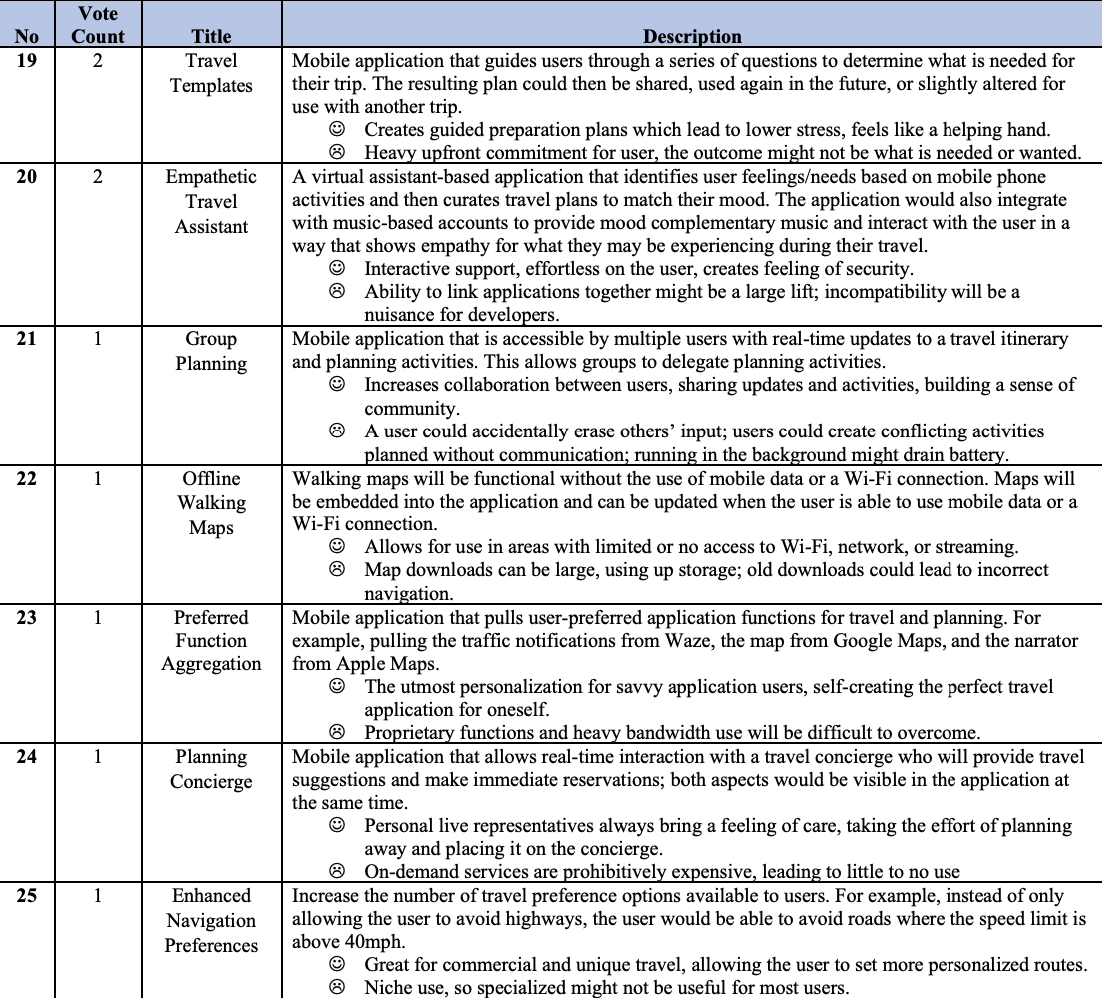 No Vote Count Title Description
19 2 Travel Templates Mobile application that guides users through a series of questions to determine what is needed for
their trip. The resulting plan could then be shared, used again in the future, or slightly altered for
use with another trip.
☺ Creates guided preparation plans which lead to lower stress, feels like a helping hand.
☹ Heavy upfront commitment for user, the outcome might not be what is needed or wanted.
20 2 Empathetic Travel Assistant A virtual assistant-based application that identifies user feelings/needs based on mobile phone
activities and then curates travel plans to match their mood. The application would also integrate
with music-based accounts to provide mood complementary music and interact with the user in a
way that shows empathy for what they may be experiencing during their travel.
☺ Interactive support, effortless on the user, creates feeling of security.
☹ Ability to link applications together might be a large lift; incompatibility will be a
nuisance for developers.
21 1 Group Planning Mobile application that is accessible by multiple users with real-time updates to a travel itinerary
and planning activities. This allows groups to delegate planning activities.
☺ Increases collaboration between users, sharing updates and activities, building a sense of
community.
☹ A user could accidentally erase others’ input; users could create conflicting activities
planned without communication; running in the background might drain battery.
22 1 Offline Walking Maps Walking maps will be functional without the use of mobile data or a Wi-Fi connection. Maps will
be embedded into the application and can be updated when the user is able to use mobile data or a
Wi-Fi connection.
☺ Allows for use in areas with limited or no access to Wi-Fi, network, or streaming.
☹ Map downloads can be large, using up storage; old downloads could lead to incorrect
navigation.
23 1 Preferred Function Aggregation Mobile application that pulls user-preferred application functions for travel and planning. For
example, pulling the traffic notifications from Waze, the map from Google Maps, and the narrator
from Apple Maps.
☺ The utmost personalization for savvy application users, self-creating the perfect travel
application for oneself.
☹ Proprietary functions and heavy bandwidth use will be difficult to overcome.
24 1 Planning Concierge Mobile application that allows real-time interaction with a travel concierge who will provide travel
suggestions and make immediate reservations; both aspects would be visible in the application at
the same time.
☺ Personal live representatives always bring a feeling of care, taking the effort of planning
away and placing it on the concierge.
☹ On-demand services are prohibitively expensive, leading to little to no use
25 1 Enhanced Navigation Preferences Increase the number of travel preference options available to users. For example, instead of only
allowing the user to avoid highways, the user would be able to avoid roads where the speed limit is
above 40mph.
☺ Great for commercial and unique travel, allowing the user to set more personalized routes.
☹ Niche use, so specialized might not be useful for most users.